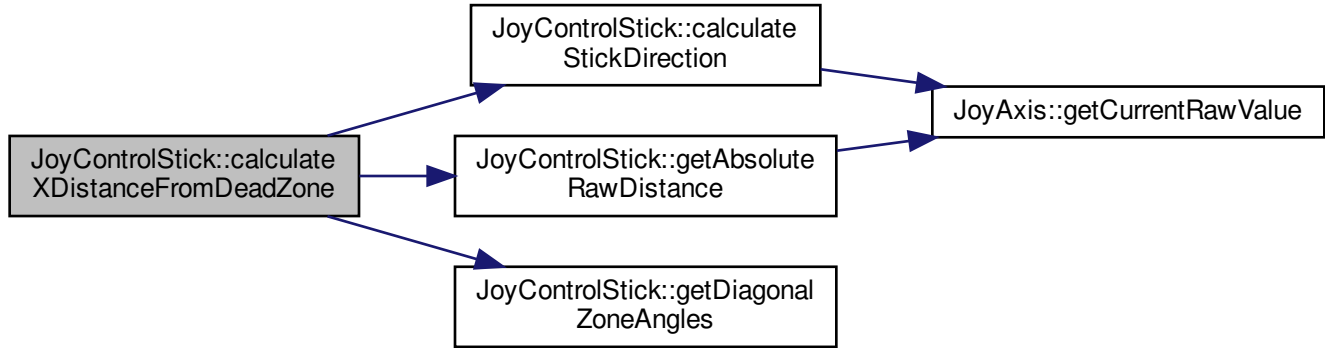 JoyControlStick::calculate
XDistanceFromDeadZone
JoyControlStick::calculate
StickDirection
JoyControlStick::getAbsolute
RawDistance
JoyControlStick::getDiagonal
ZoneAngles
JoyAxis::getCurrentRawValue